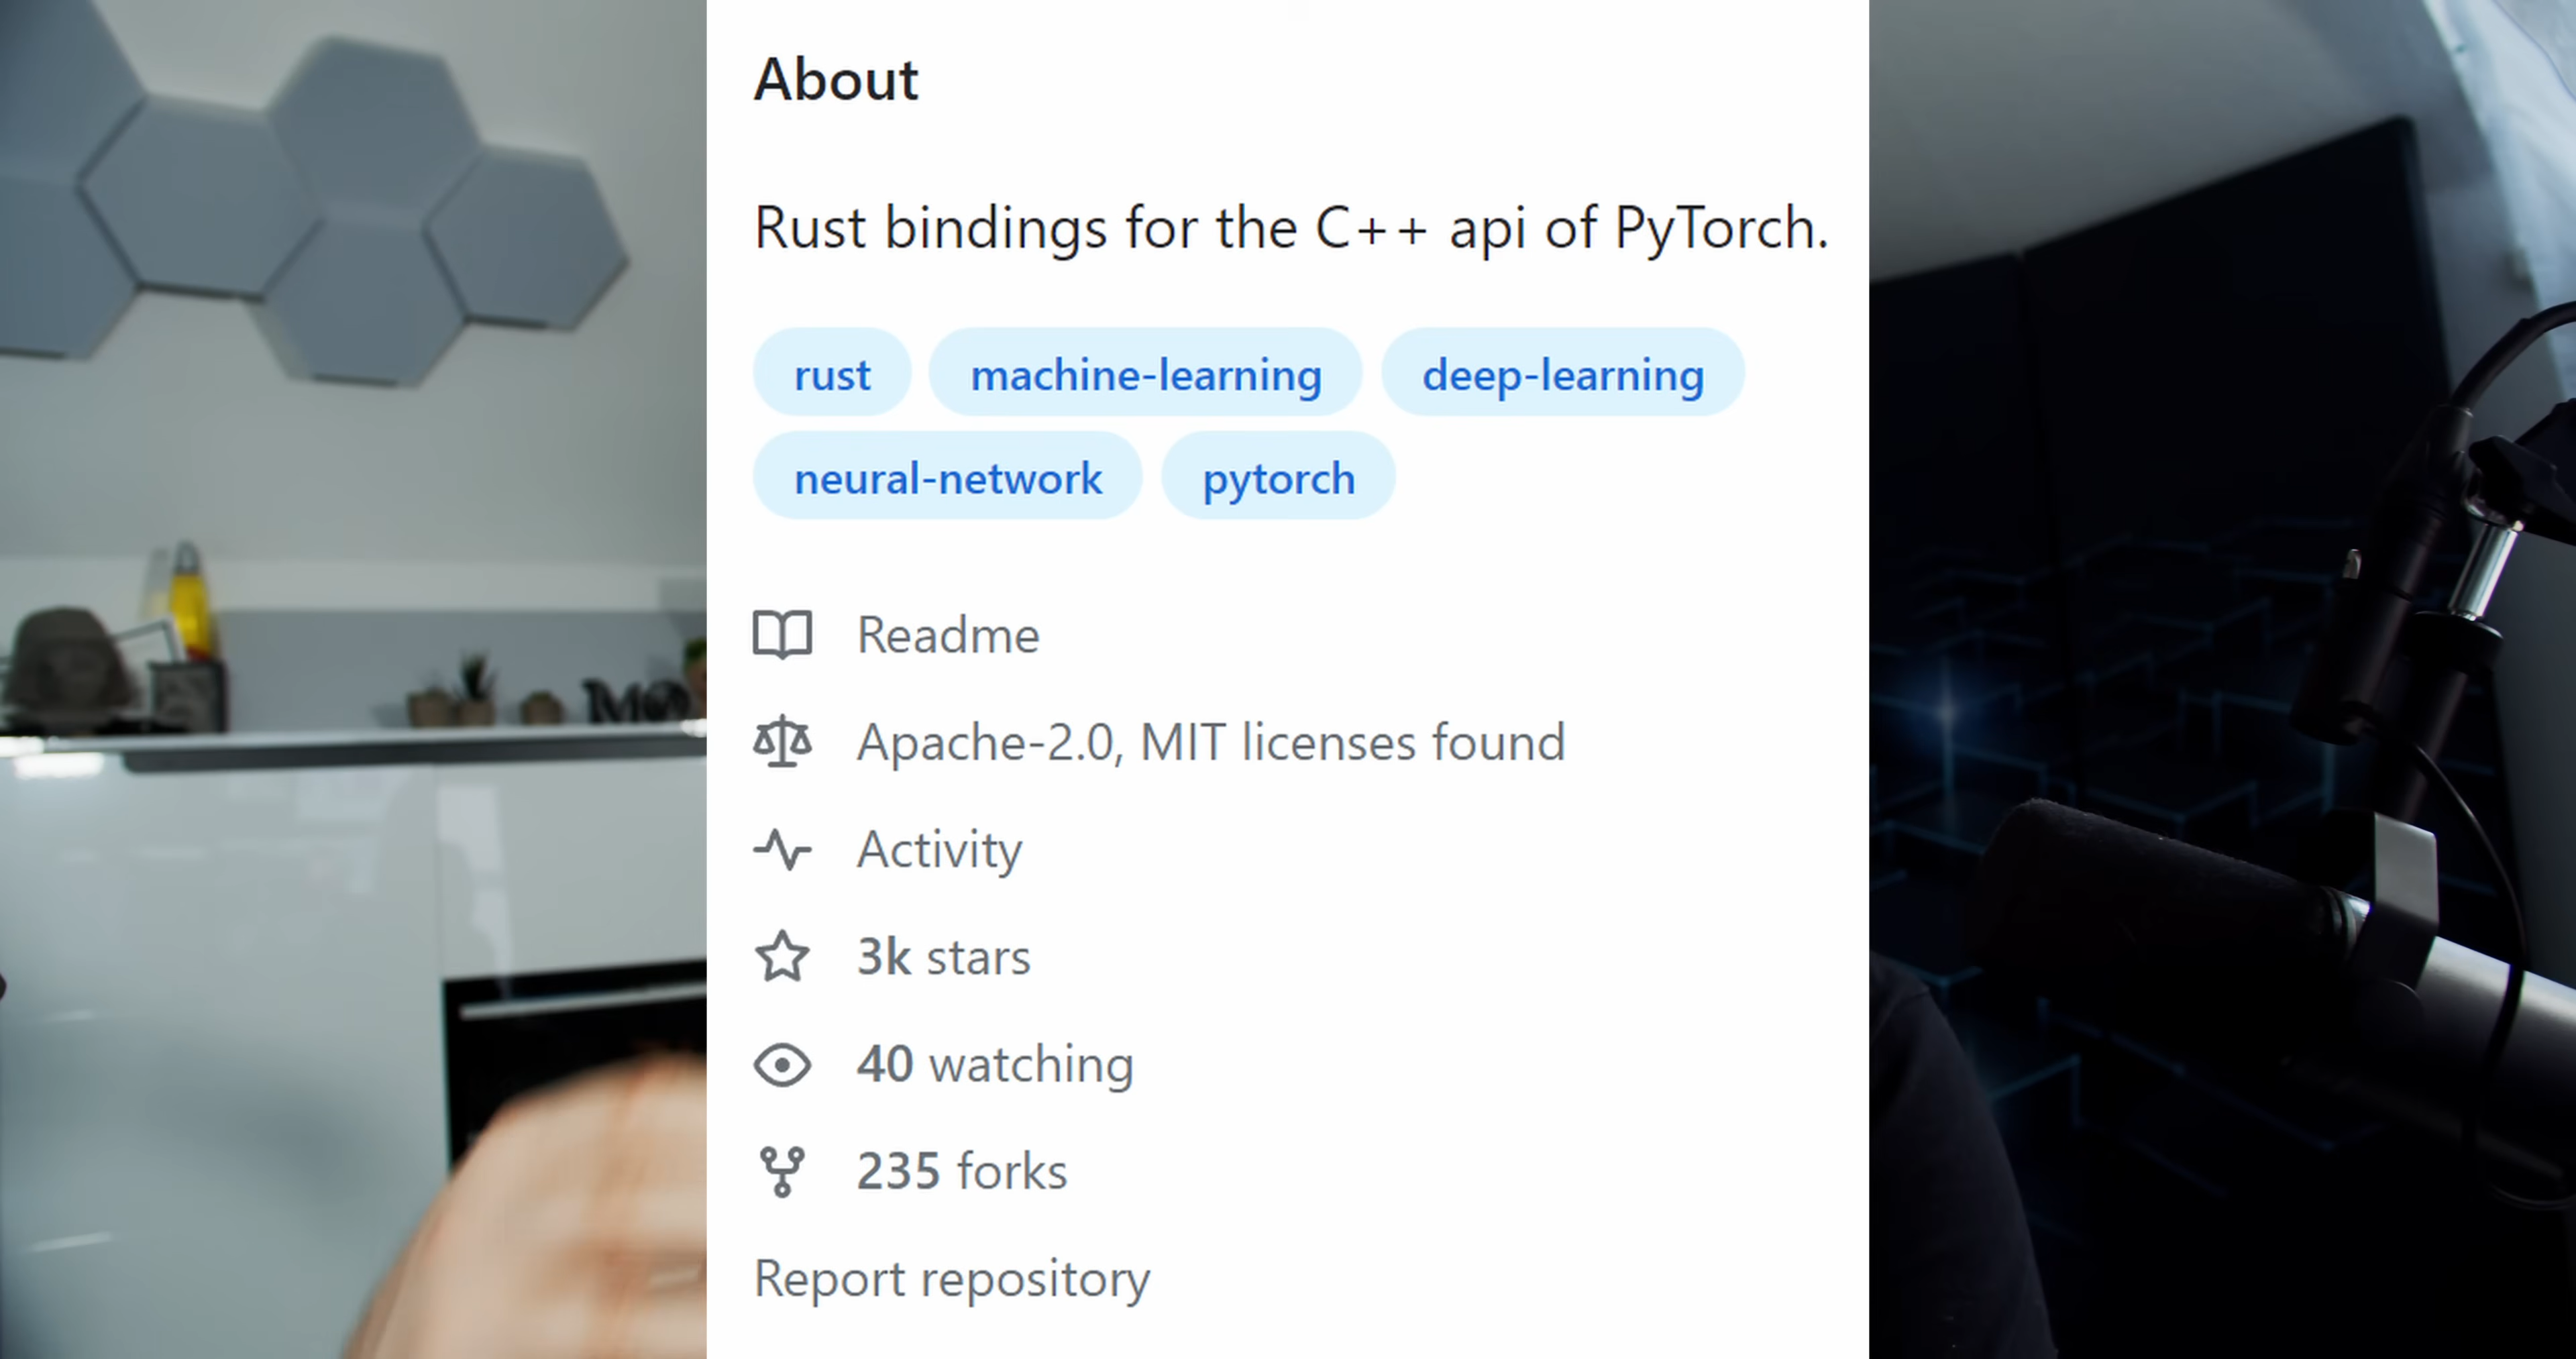 About
Rust bindings for the C++ api of PyTorch.
rust machine-learning deep-learning
neural-network pytorch
Readme
Apache-2.0, MIT licenses found
Activity
3k stars
40 watching
235 forks
Report repository